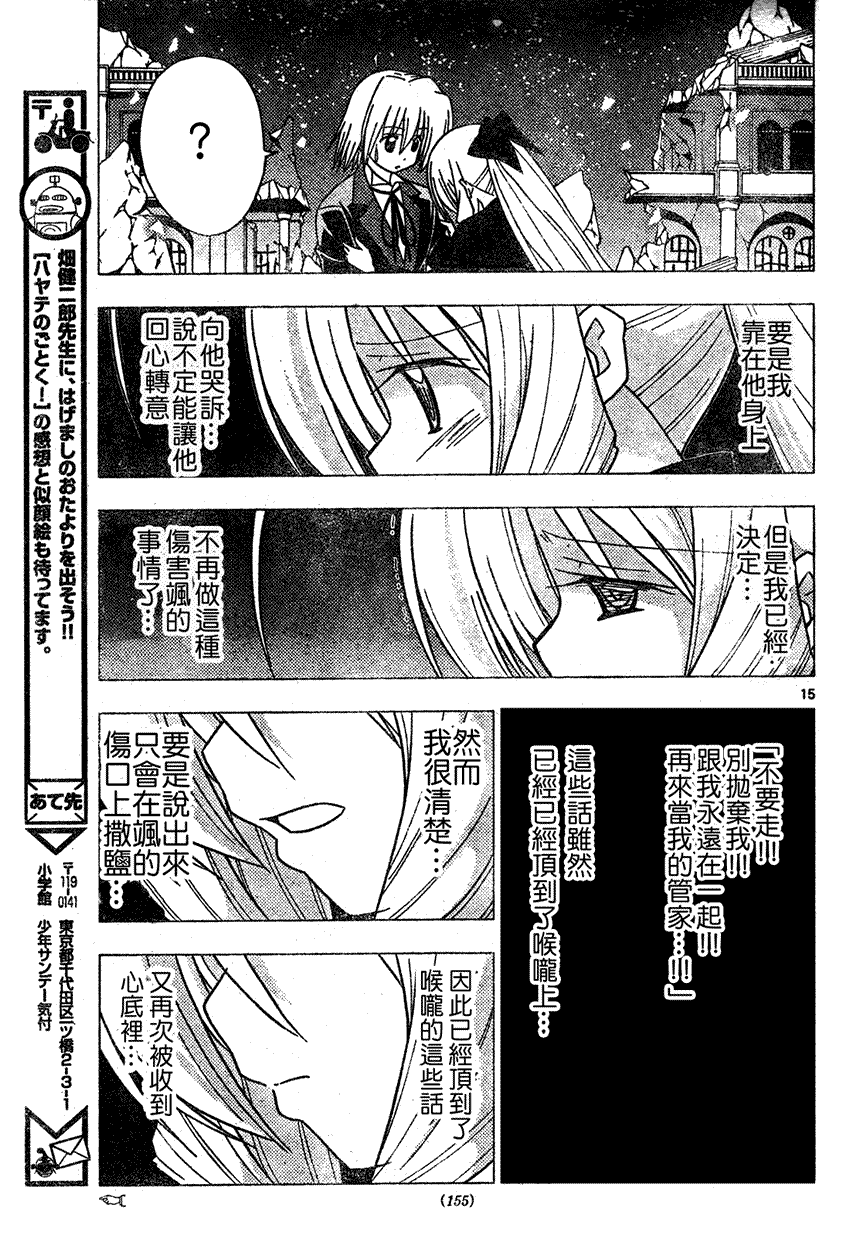 ？
要是我
靠在他身上
向他哭訴…
說不定能讓他
回心轉意
但是我已經
決定…
不再做這種
傷害颯的
事情了…
15
「不要走!!
別拋棄我!!
跟我永遠在一起!!
再來當我的管家…!!」
這些話雖然
已經已經頂到了喉嚨上…
然而
我很清楚…
要是說出來
只會在颯的
傷口上撒鹽…
因此已經頂到了
喉嚨的這些話
又再次被收到
心底裡…
(155)
畑健二郎先生に、はげましのおたよりを出そう!!
[ハヤテのごとく!]の感想と似顔絵も待ってます。
あて先
〒119-0141 東京都千代田区一ツ橋2-3-1
小学館 少年サンデー気付